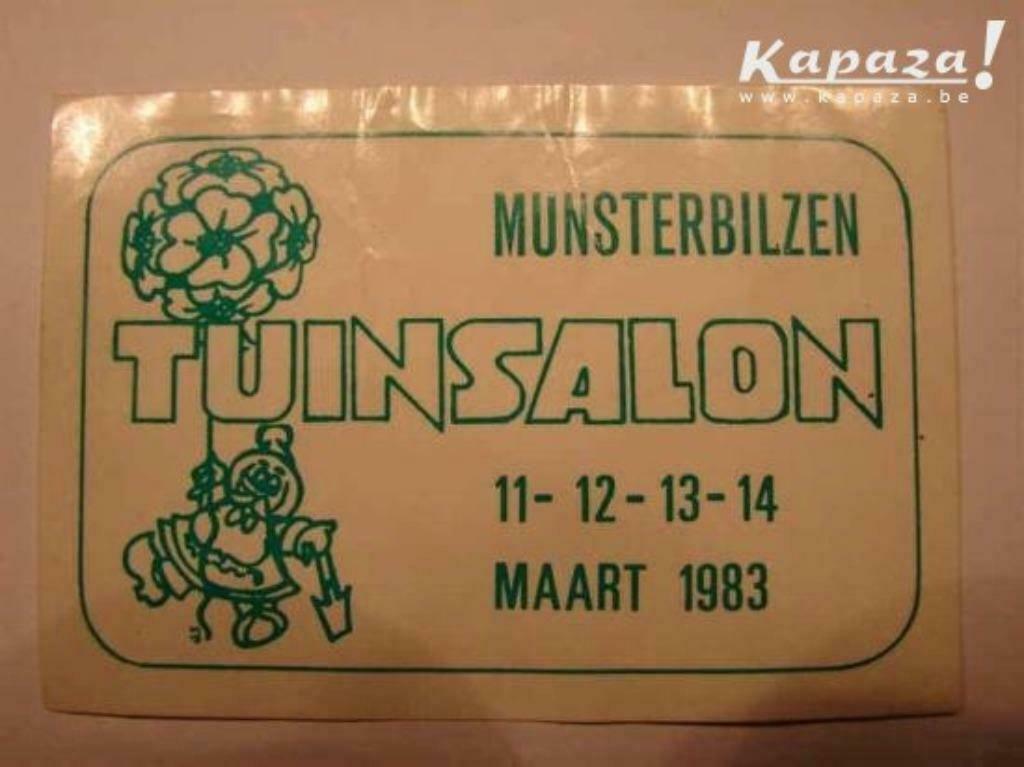 Kapaza!
www.kapaza.be
MUNSTERBILZEN
TUINSALON
11-12-13-14
MAART 1983